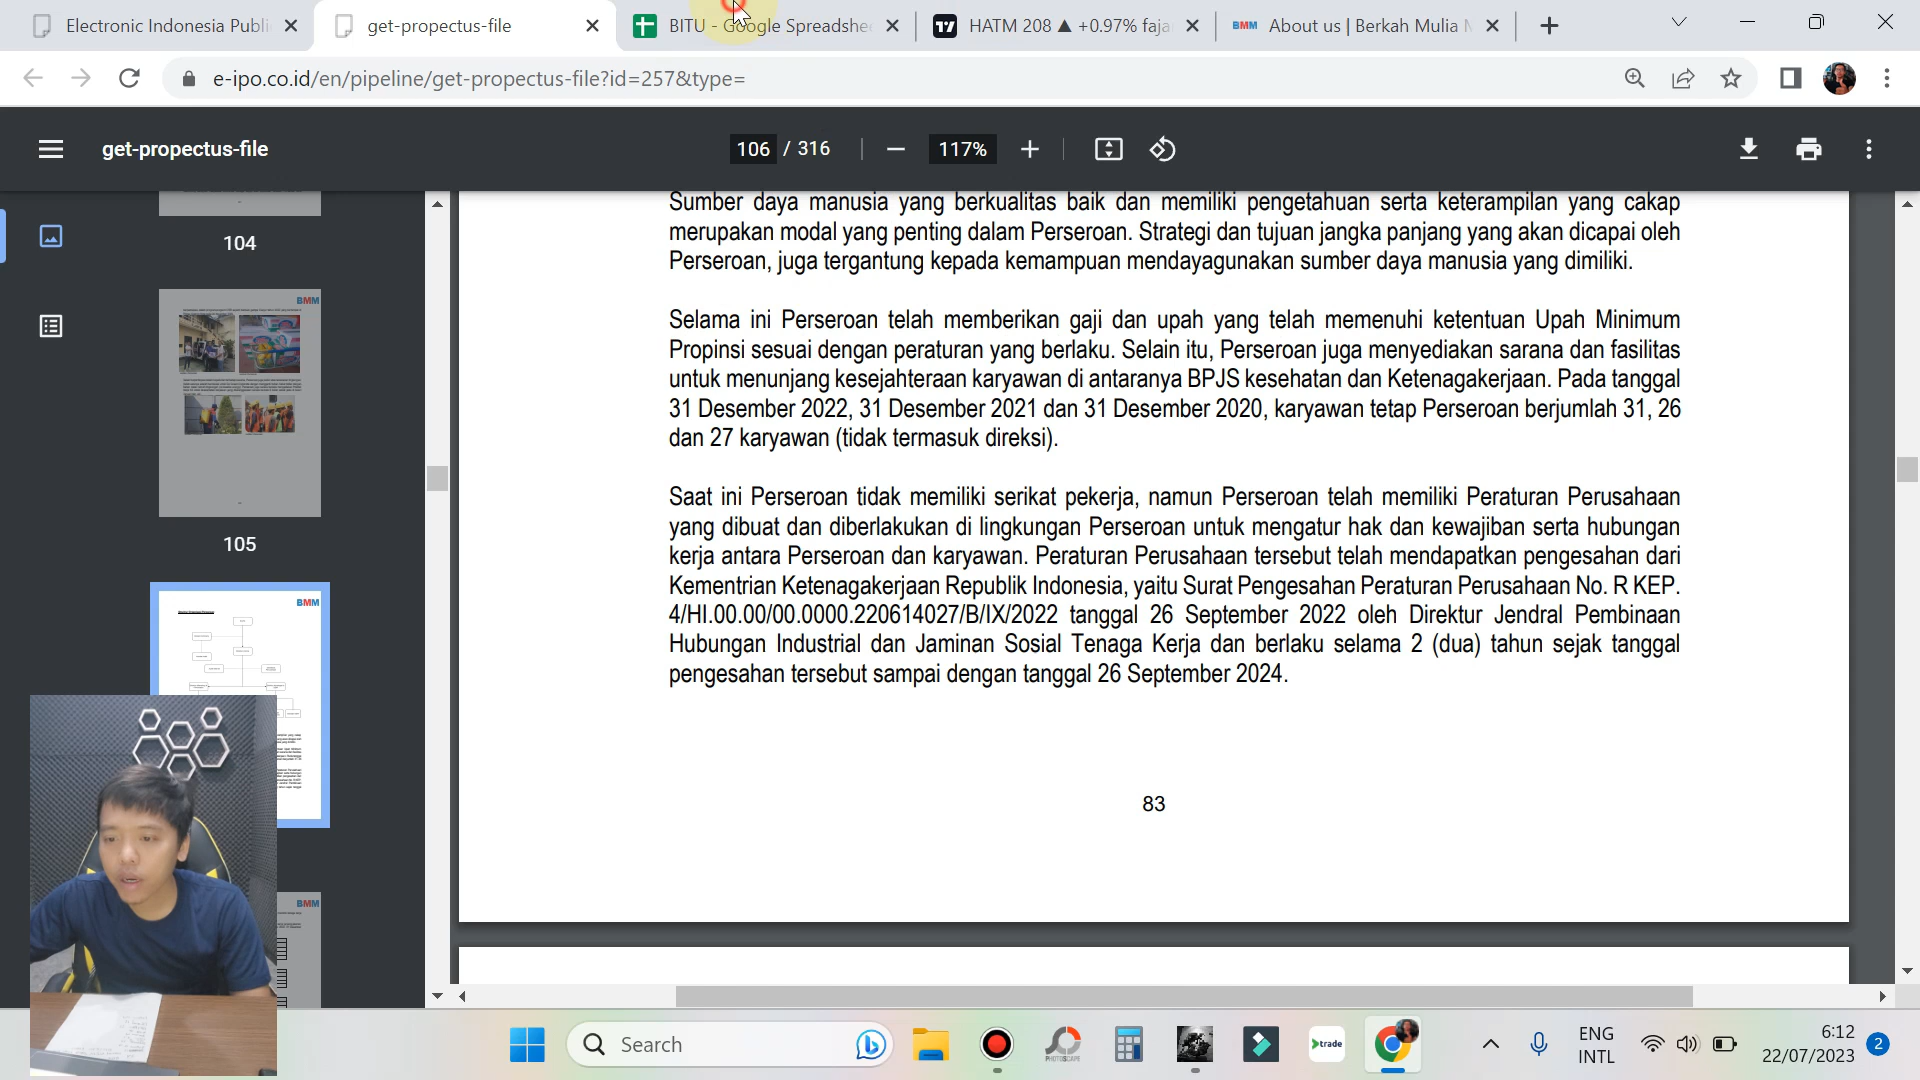 Electronic Indonesia Publi
get-propectus-file
BITU - Google Spreadshe
HATM 208 ▲ +0.97% faja
BMM About us | Berkah Mulia M
e-ipo.co.id/en/pipeline/get-propectus-file?id=257&type=
get-propectus-file
106 / 316
117%
104
BMM
105
BMM
BMM
Sumber daya manusia yang berkualitas baik dan memiliki pengetahuan serta keterampilan yang cakap
merupakan modal yang penting dalam Perseroan. Strategi dan tujuan jangka panjang yang akan dicapai oleh
Perseroan, juga tergantung kepada kemampuan mendayagunakan sumber daya manusia yang dimiliki.
Selama ini Perseroan telah memberikan gaji dan upah yang telah memenuhi ketentuan Upah Minimum
Propinsi sesuai dengan peraturan yang berlaku. Selain itu, Perseroan juga menyediakan sarana dan fasilitas
untuk menunjang kesejahteraan karyawan di antaranya BPJS kesehatan dan Ketenagakerjaan. Pada tanggal
31 Desember 2022, 31 Desember 2021 dan 31 Desember 2020, karyawan tetap Perseroan berjumlah 31, 26
dan 27 karyawan (tidak termasuk direksi).
Saat ini Perseroan tidak memiliki serikat pekerja, namun Perseroan telah memiliki Peraturan Perusahaan
yang dibuat dan diberlakukan di lingkungan Perseroan untuk mengatur hak dan kewajiban serta hubungan
kerja antara Perseroan dan karyawan. Peraturan Perusahaan tersebut telah mendapatkan pengesahan dari
Kementrian Ketenagakerjaan Republik Indonesia, yaitu Surat Pengesahan Peraturan Perusahaan No. R KEP.
4/HI.00.00/00.0000.220614027/B/IX/2022 tanggal 26 September 2022 oleh Direktur Jendral Pembinaan
Hubungan Industrial dan Jaminan Sosial Tenaga Kerja dan berlaku selama 2 (dua) tahun sejak tanggal
pengesahan tersebut sampai dengan tanggal 26 September 2024.
83
Search
PHOTOSCAPE
trade
ENG
INTL
6:12
22/07/2023
2